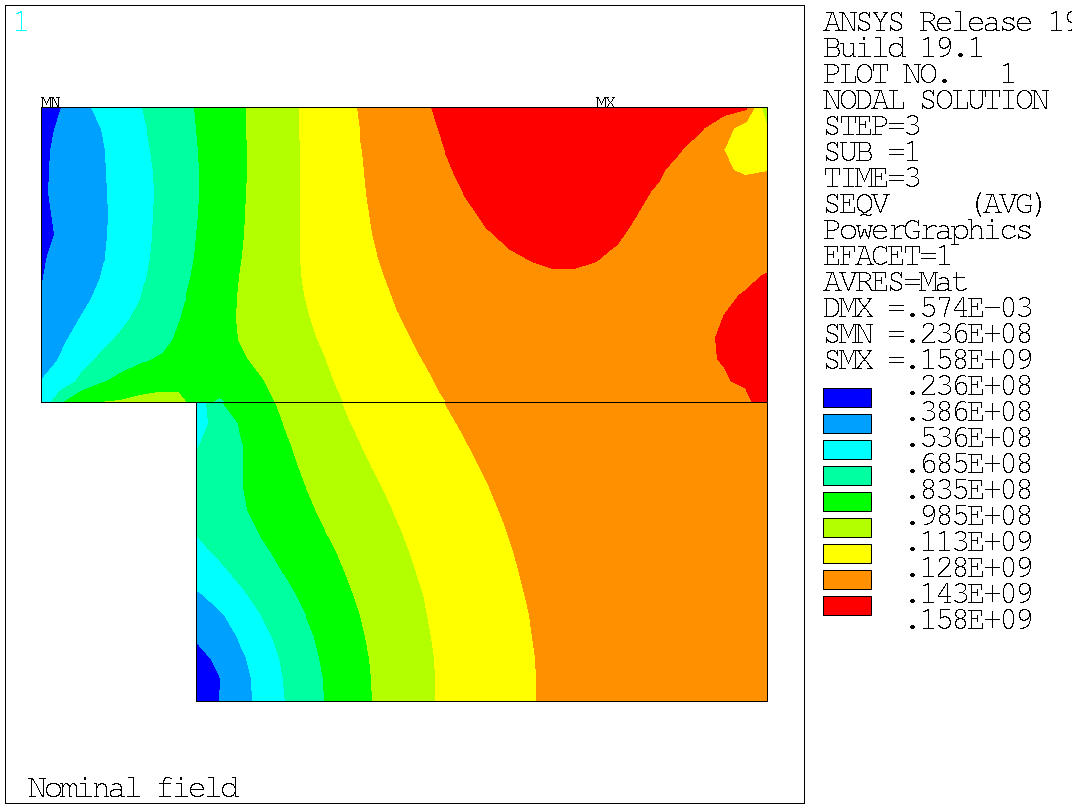 1
MN
MX
ANSYS Release 19
Build 19.1
PLOT NO. 1
NODAL SOLUTION
STEP=3
SUB =1
TIME=3
SEQV (AVG)
PowerGraphics
EFACET=1
AVRES=Mat
DMX =.574E-03
SMN =.236E+08
SMX =.158E+09
.236E+08
.386E+08
.536E+08
.685E+08
.835E+08
.985E+08
.113E+09
.128E+09
.143E+09
.158E+09
Nominal field